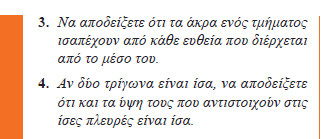 3. Να αποδείξετε ότι τα άκρα ενός τμήματος
ισαπέχουν από κάθε ευθεία που διέρχεται
από το μέσο του.
4. Αν δύο τρίγωνα είναι ίσα, να αποδείξετε
ότι και τα ύψη τους που αντιστοιχούν στις
ίσες πλευρές είναι ίσα.